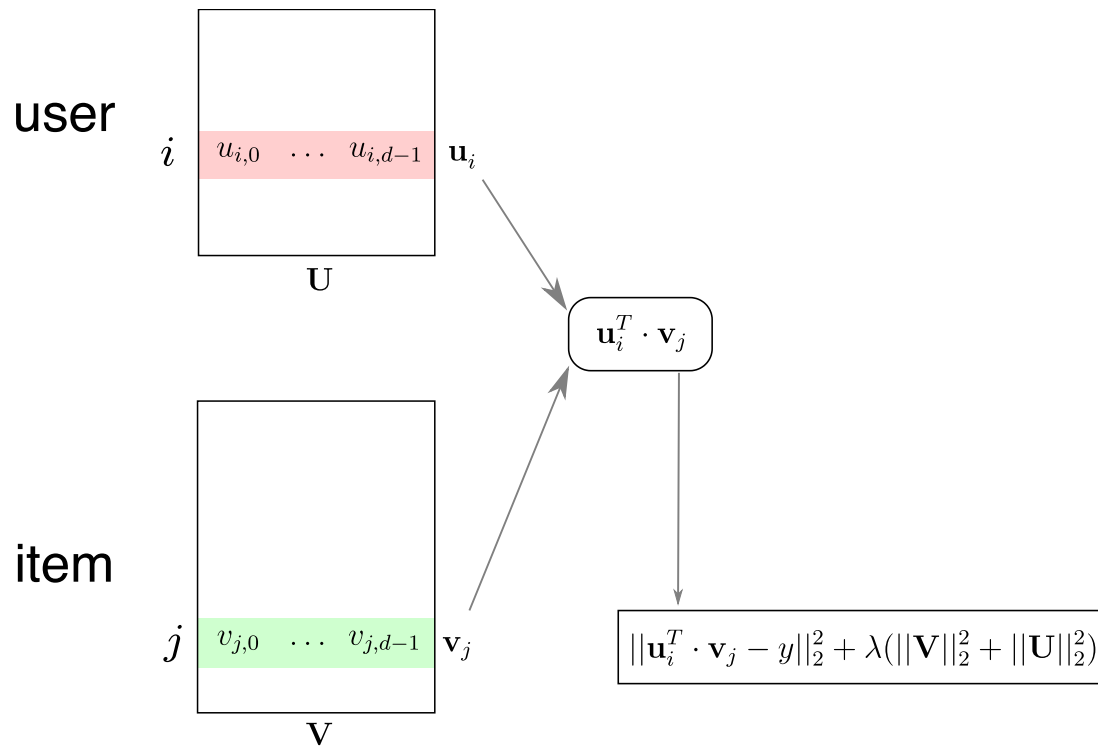 user
i u_{i,0} … u_{i,d−1} 𝐮_i
𝐔
𝐮_i^T · 𝐯_j
item
j v_{j,0} … v_{j,d−1} 𝐯_j
||𝐮_i^T · 𝐯_j − y||_2^2 + λ(||𝐕||_2^2 + ||𝐔||_2^2)
𝐕